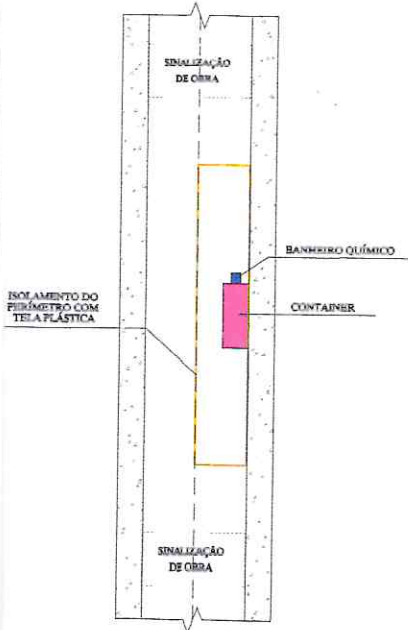 SINALIZAÇÃO
DE OBRA
BANHEIRO QUÍMICO
ISOLAMENTO DO
PERÍMETRO COM
TELA PLÁSTICA
CONTAINER
SINALIZAÇÃO
DE OBRA